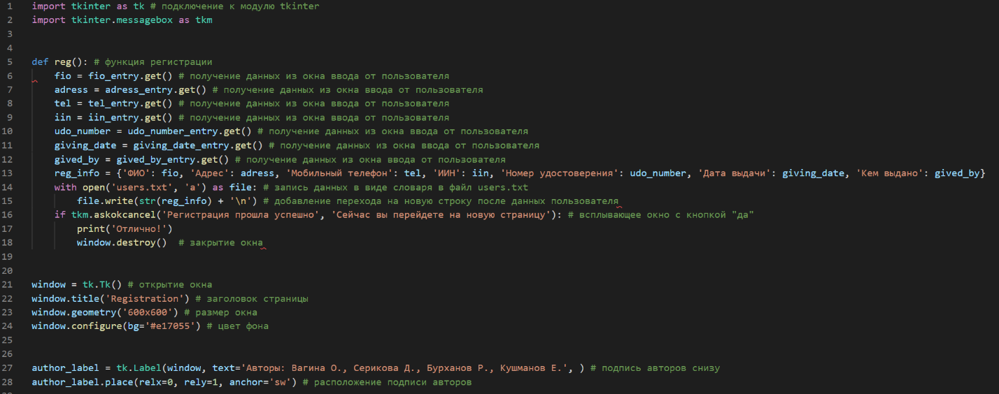 1 import tkinter as tk # подключение к модулю tkinter
2 import tkinter.messagebox as tkm
3
4
5 def reg(): # функция регистрации
6 fio = fio_entry.get() # получение данных из окна ввода от пользователя
7 adress = adress_entry.get() # получение данных из окна ввода от пользователя
8 tel = tel_entry.get() # получение данных из окна ввода от пользователя
9 iin = iin_entry.get() # получение данных из окна ввода от пользователя
10 udo_number = udo_number_entry.get() # получение данных из окна ввода от пользователя
11 giving_date = giving_date_entry.get() # получение данных из окна ввода от пользователя
12 gived_by = gived_by_entry.get() # получение данных из окна ввода от пользователя
13 reg_info = {'ФИО': fio, 'Адрес': adress, 'Мобильный телефон': tel, 'ИИН': iin, 'Номер удостоверения': udo_number, 'Дата выдачи': giving_date, 'Кем выдано': gived_by}
14 with open('users.txt', 'a') as file: # запись данных в виде словаря в файл users.txt
15 file.write(str(reg_info) + '\n') # добавление перехода на новую строку после данных пользователя
16 if tkm.askokcancel('Регистрация прошла успешно', 'Сейчас вы перейдете на новую страницу'): # всплывающее окно с кнопкой "да"
17 print('Отлично!')
18 window.destroy() # закрытие окна
19
20
21 window = tk.Tk() # открытие окна
22 window.title('Registration') # заголовок страницы
23 window.geometry('600x600') # размер окна
24 window.configure(bg='#e17055') # цвет фона
25
26
27 author_label = tk.Label(window, text='Авторы: Вагина О., Серикова Д., Бурханов Р., Кушманов Е.', ) # подпись авторов снизу
28 author_label.place(relx=0, rely=1, anchor='sw') # расположение подписи авторов